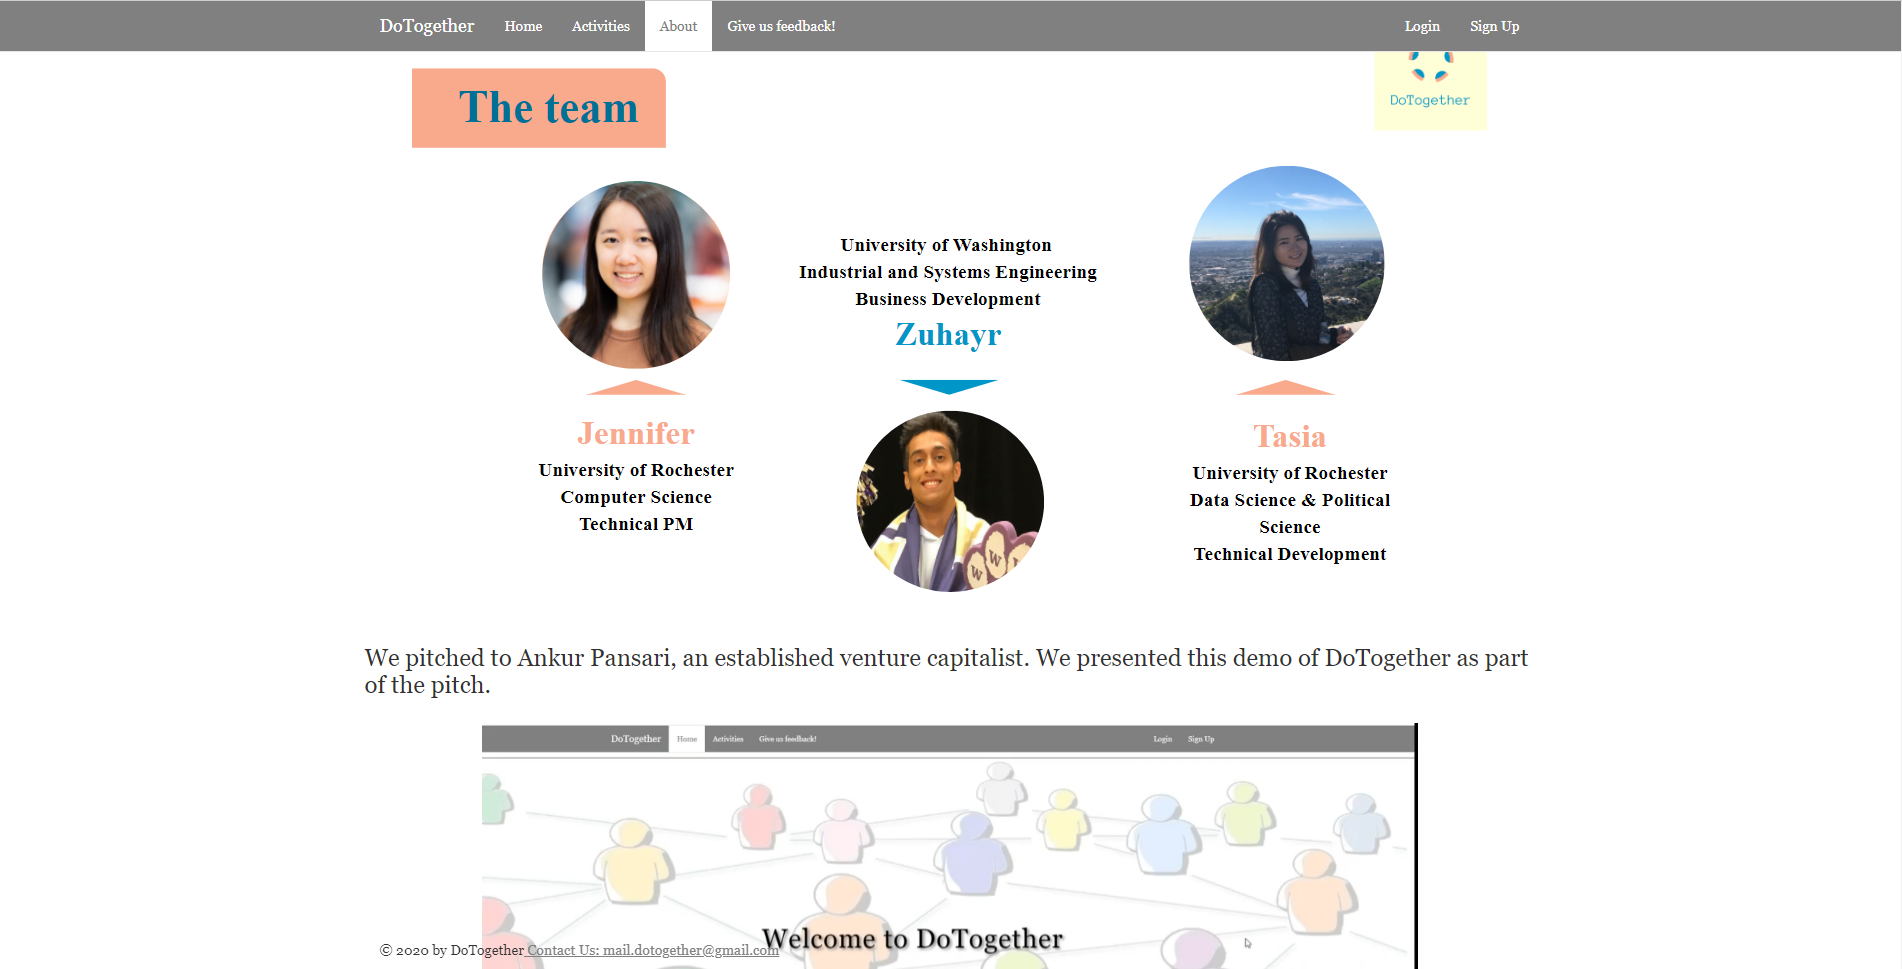 DoTogether Home Activities About Give us feedback! Login Sign Up
DoTogether
The team
University of Washington
Industrial and Systems Engineering
Business Development
Zuhayr
Jennifer
University of Rochester
Computer Science
Technical PM
W
W
Tasia
University of Rochester
Data Science & Political
Science
Technical Development
We pitched to Ankur Pansari, an established venture capitalist. We presented this demo of DoTogether as part
of the pitch.
DoTogether Home Activities Give us feedback! Login Sign Up
Welcome to DoTogether
© 2020 by DoTogether Contact Us: mail.dotogether@gmail.com